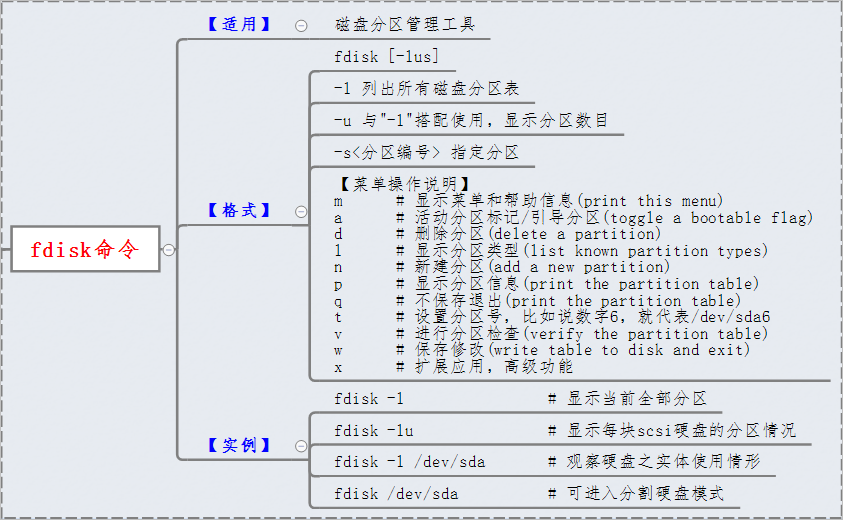 fdisk命令
【适用】
磁盘分区管理工具
【格式】
fdisk [-lus]
-l 列出所有磁盘分区表
-u 与"-l"搭配使用，显示分区数目
-s<分区编号> 指定分区
【菜单操作说明】
m # 显示菜单和帮助信息(print this menu)
a # 活动分区标记/引导分区(toggle a bootable flag)
d # 删除分区(delete a partition)
l # 显示分区类型(list known partition types)
n # 新建分区(add a new partition)
p # 显示分区信息(print the partition table)
q # 不保存退出(print the partition table)
t # 设置分区号，比如说数字6，就代表/dev/sda6
v # 进行分区检查(verify the partition table)
w # 保存修改(write table to disk and exit)
x # 扩展应用，高级功能
【实例】
fdisk -l # 显示当前全部分区
fdisk -lu # 显示每块scsi硬盘的分区情况
fdisk -l /dev/sda # 观察硬盘之实体使用情形
fdisk /dev/sda # 可进入分割硬盘模式